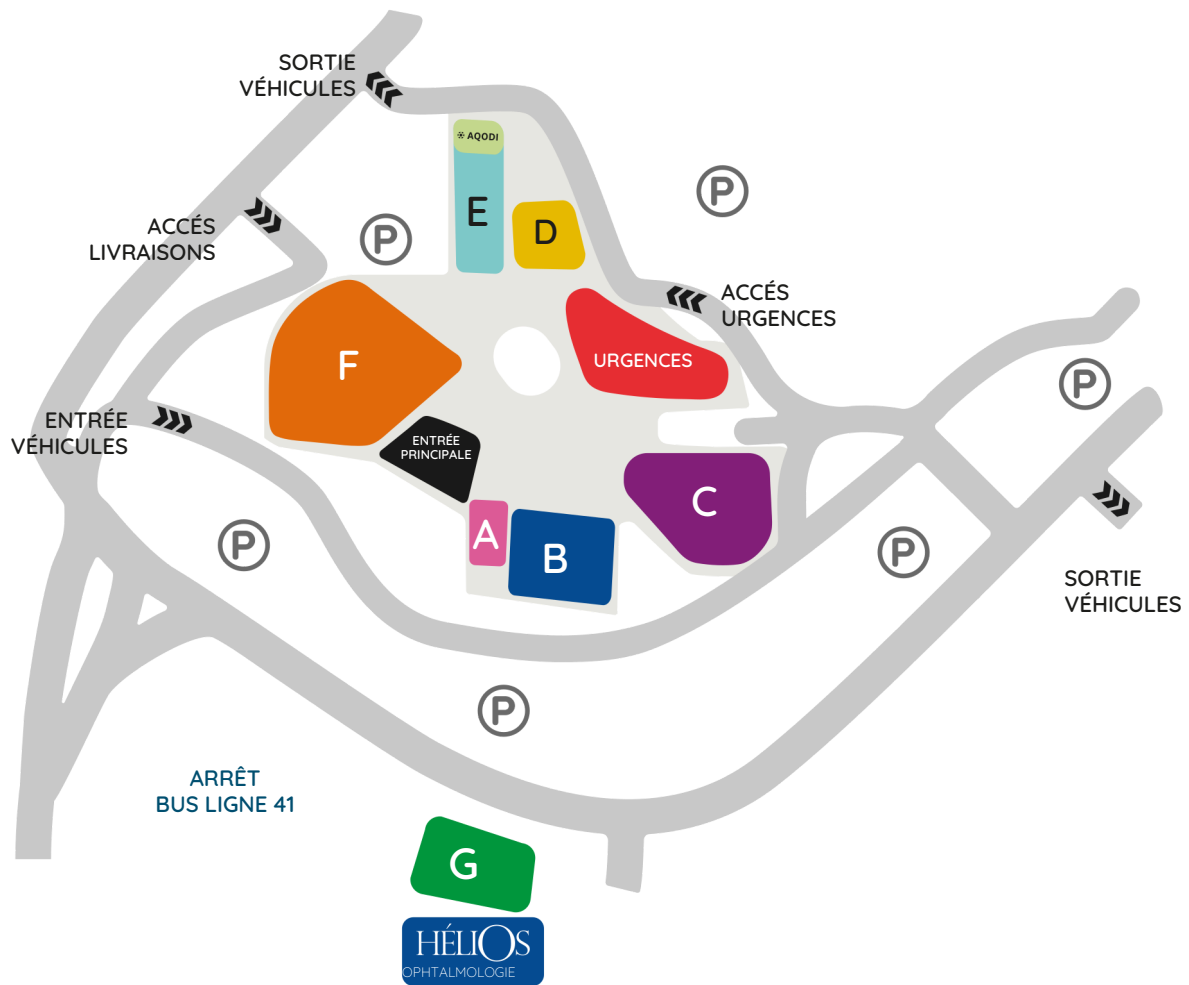 SORTIE
VÉHICULES
AQODI
P
E
D
P
ACCÉS
LIVRAISONS
ACCÉS
URGENCES
F
URGENCES
P
ENTRÉE
VÉHICULES
ENTRÉE
PRINCIPALE
C
A
B
P
P
SORTIE
VÉHICULES
P
ARRÊT
BUS LIGNE 41
G
HÉLIOS
OPHTALMOLOGIE